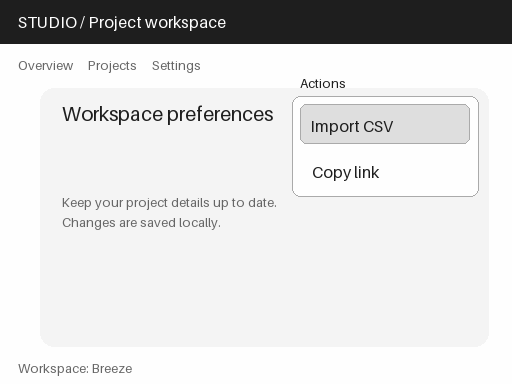 STUDIO / Project workspace
Overview Projects Settings
Actions
Workspace preferences
Import CSV
Copy link
Keep your project details up to date.
Changes are saved locally.
Workspace: Breeze